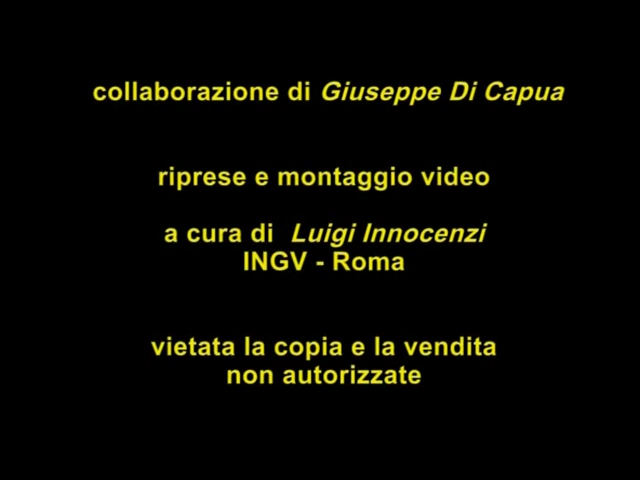 collaborazione di Giuseppe Di Capua
riprese e montaggio video
a cura di Luigi Innocenzi
INGV - Roma
vietata la copia e la vendita
non autorizzate